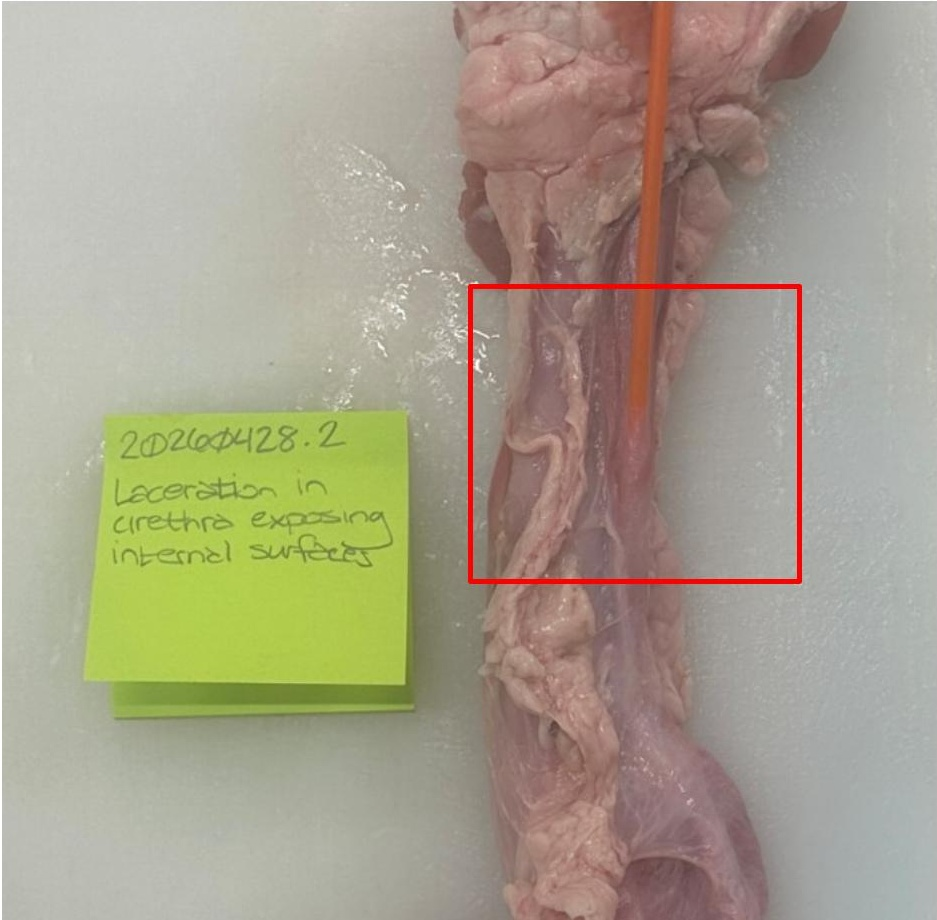 20260428.2
Laceration in
urethra exposing
internal surfaces